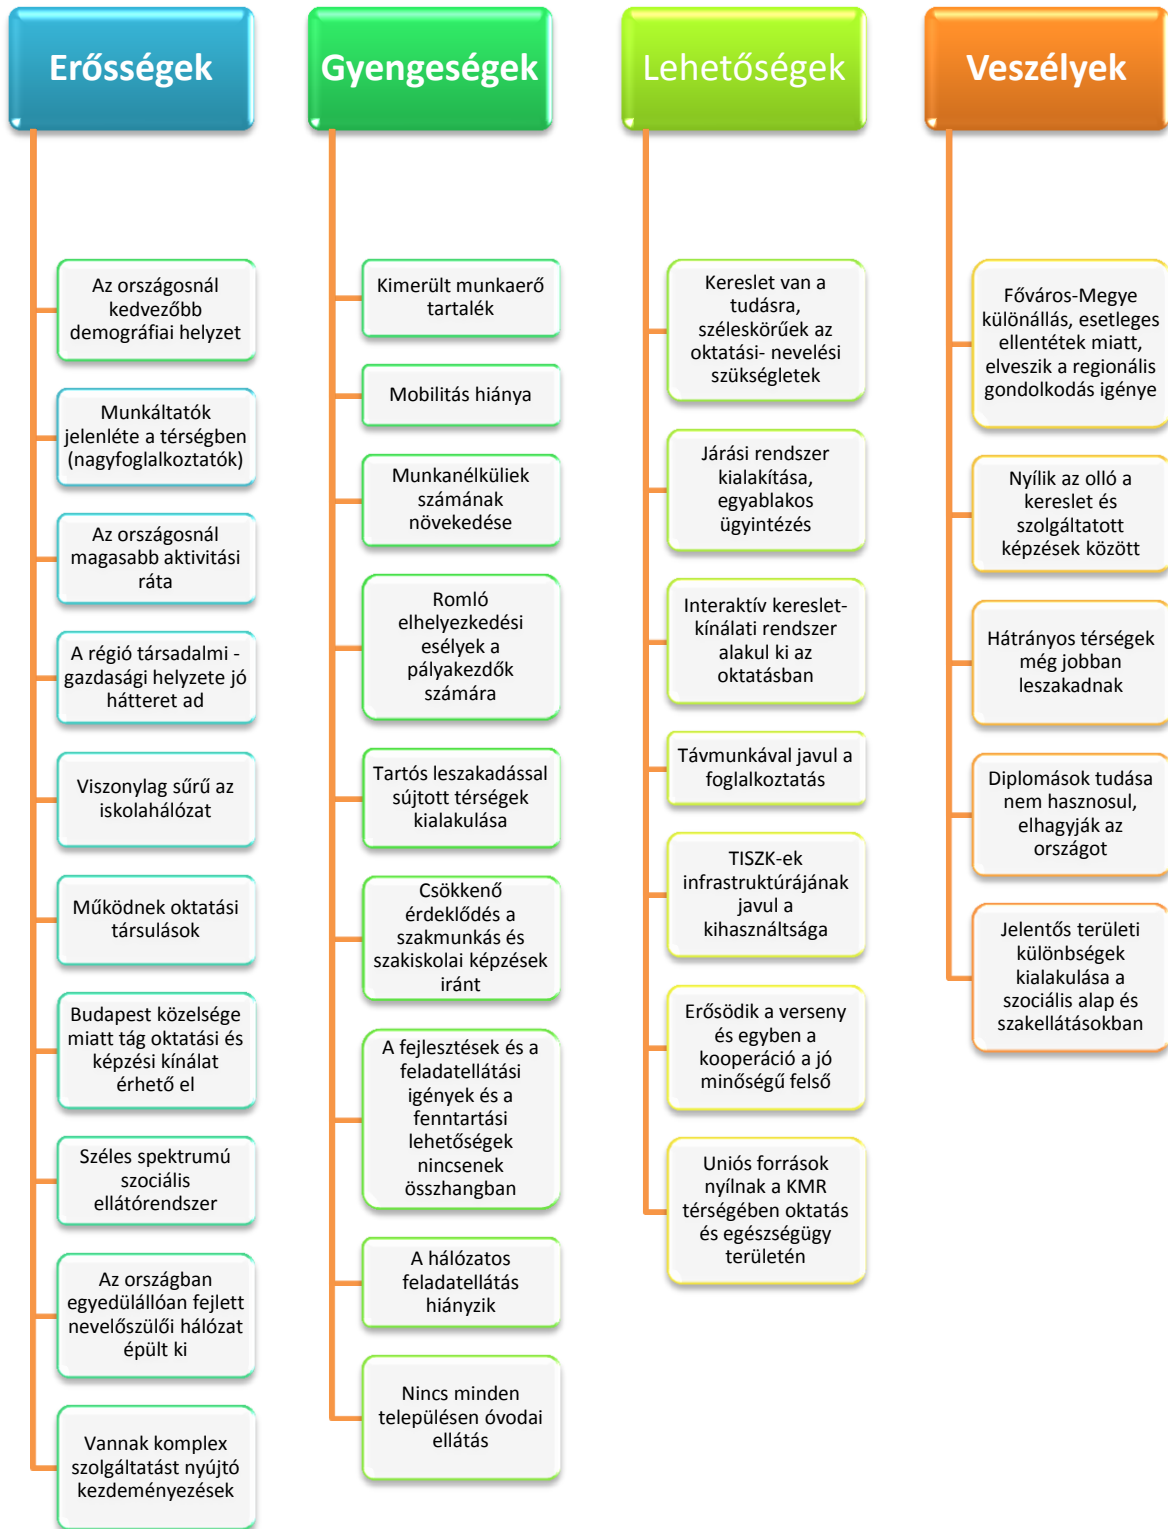 Erősségek
Az országosnál
kedvezőbb
demográfiai helyzet
Munkáltatók
jelenléte a térségben
(nagyfoglalkoztatók)
Az országosnál
magasabb aktivitási
ráta
A régió társadalmi -
gazdasági helyzete jó
hátteret ad
Viszonylag sűrű az
iskolahálózat
Működnek oktatási
társulások
Budapest közelsége
miatt tág oktatási és
képzési kínálat
érhető el
Széles spektrumú
szociális
ellátórendszer
Az országban
egyedülállóan fejlett
nevelőszülői hálózat
épült ki
Vannak komplex
szolgáltatást nyújtó
kezdeményezések
Gyengeségek
Kimerült munkaerő
tartalék
Mobilitás hiánya
Munkanélküliek
számának
növekedése
Romló
elhelyezkedési
esélyek a
pályakezdők
számára
Tartós leszakadással
sújtott térségek
kialakulása
Csökkenő
érdeklődés a
szakmunkás és
szakiskolai képzések
iránt
A fejlesztések és a
feladatellátási
igények és a
fenntartási
lehetőségek
nincsenek
összhangban
A hálózatos
feladatellátás
hiányzik
Nincs minden
településen óvodai
ellátás
Lehetőségek
Kereslet van a
tudásra,
széleskörűek az
oktatási- nevelési
szükségletek
Járási rendszer
kialakítása,
egyablakos
ügyintézés
Interaktív kereslet-
kínálati rendszer
alakul ki az
oktatásban
Távmunkával javul a
foglalkoztatás
TISZK-ek
infrastruktúrájának
javul a
kihasználtsága
Erősödik a verseny
és egyben a
kooperáció a jó
minőségű felső
Uniós források
nyílnak a KMR
térségében oktatás
és egészségügy
területén
Veszélyek
Főváros-Megye
különállás, esetleges
ellentétek miatt,
elveszik a regionális
gondolkodás igénye
Nyílik az olló a
kereslet és
szolgáltatott
képzések között
Hátrányos térségek
még jobban
leszakadnak
Diplomások tudása
nem hasznosul,
elhagyják az
országot
Jelentős területi
különbségek
kialakulása a
szociális alap és
szakellátásokban